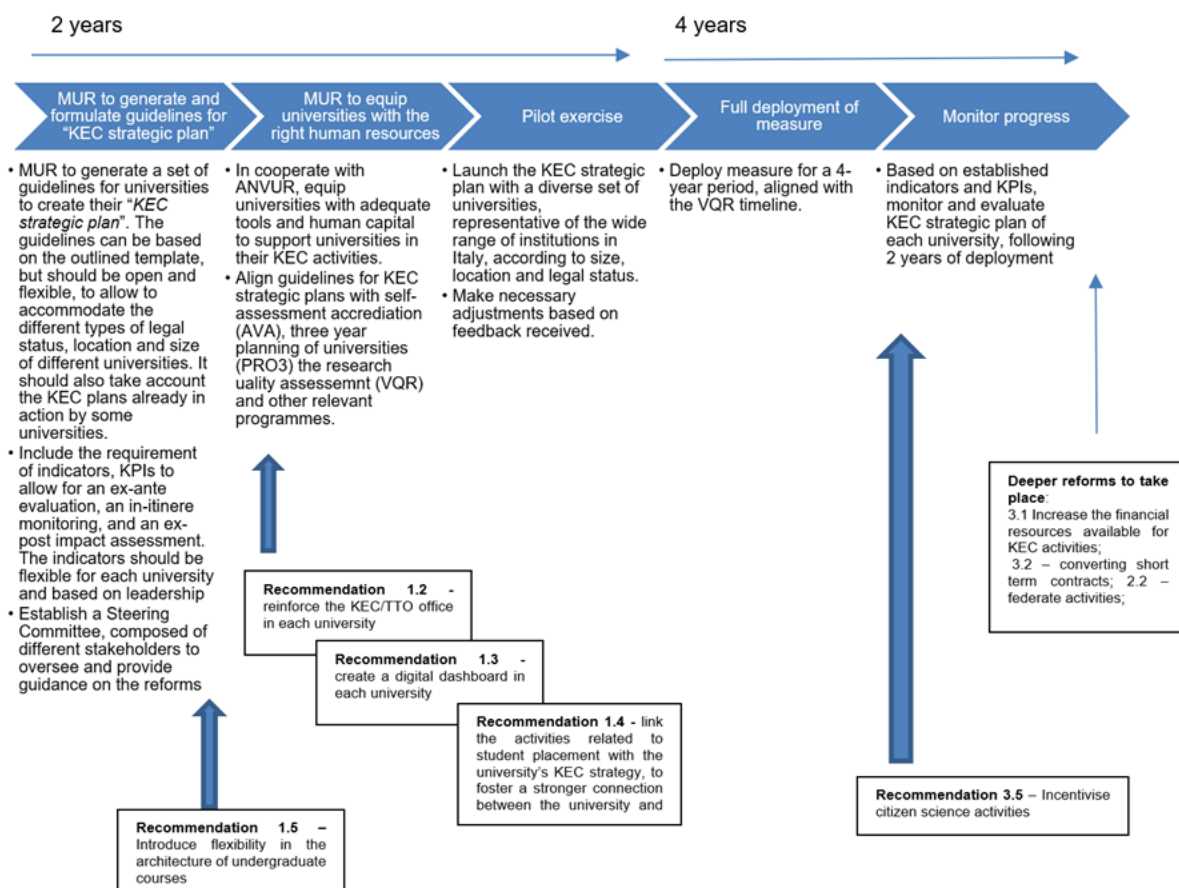 2 years
4 years
MUR to generate and
formulate guidelines for
“KEC strategic plan”
MUR to equip
universities with the
right human resources
Pilot exercise
Full deployment of
measure
Monitor progress
• MUR to generate a set of
guidelines for universities
to create their “KEC
strategic plan”. The
guidelines can be based
on the outlined template,
but should be open and
flexible, to allow to
accommodate the
different types of legal
status, location and size
of different universities. It
should also take account
the KEC plans already in
action by some
universities.
• Include the requirement
of indicators, KPIs to
allow for an ex-ante
evaluation, an in-itinere
monitoring, and an ex-
post impact assessment.
The indicators should be
flexible for each university
and based on leadership
• Establish a Steering
Committee, composed of
different stakeholders to
oversee and provide
guidance on the reforms
• In cooperate with
ANVUR, equip
universities with adequate
tools and human capital
to support universities in
their KEC activities.
• Align guidelines for KEC
strategic plans with self-
assessment accrediation
(AVA), three year
planning of universities
(PRO3) the research
uality assessemnt (VQR)
and other relevant
programmes.
• Launch the KEC strategic
plan with a diverse set of
universities,
representative of the wide
range of institutions in
Italy, according to size,
location and legal status.
• Make necessary
adjustments based on
feedback received.
• Deploy measure for a 4-
year period, aligned with
the VQR timeline.
• Based on established
indicators and KPIs,
monitor and evaluate
KEC strategic plan of
each university, following
2 years of deployment
Deeper reforms to take
place:
3.1 Increase the financial
resources available for
KEC activities;
3.2 – converting short
term contracts; 2.2 –
federate activities;
Recommendation 1.2 -
reinforce the KEC/TTO office
in each university
Recommendation 1.3 -
create a digital dashboard in
each university
Recommendation 1.4 - link
the activities related to
student placement with the
university’s KEC strategy, to
foster a stronger connection
between the university and
Recommendation 3.5 – Incentivise
citizen science activities
Recommendation 1.5 –
Introduce flexibility in the
architecture of undergraduate
courses